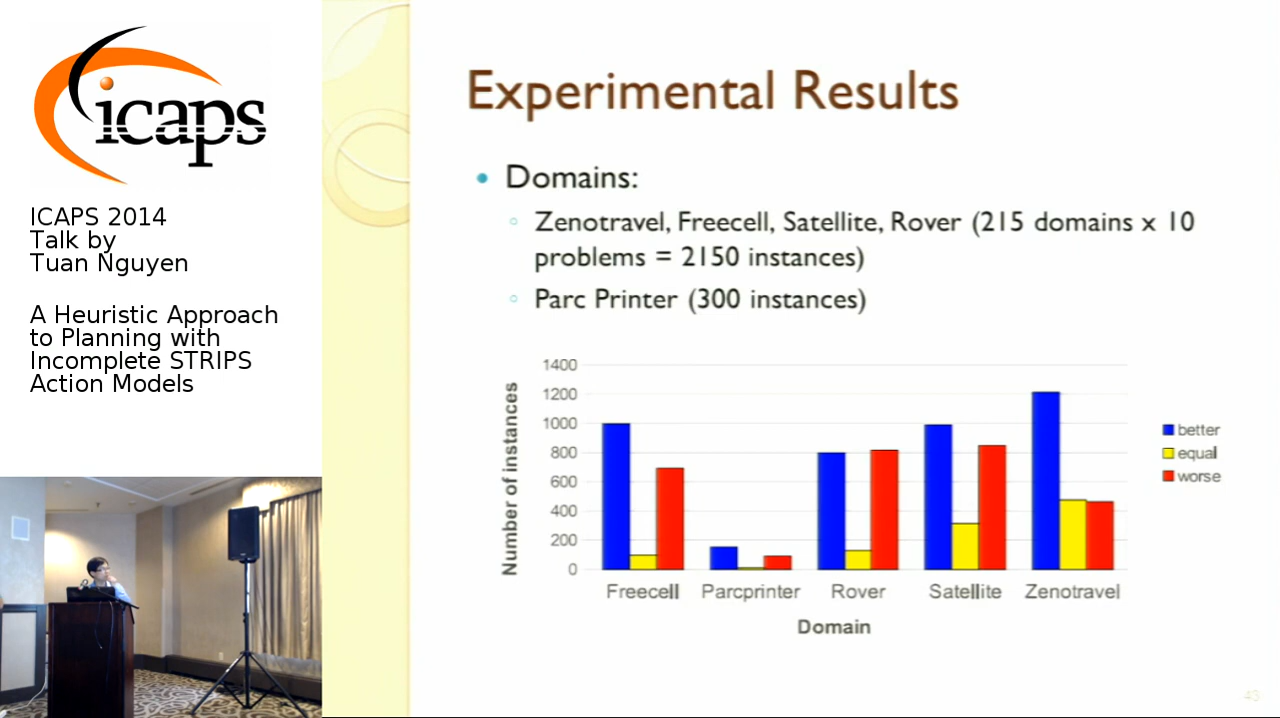 icaps
ICAPS 2014
Talk by
Tuan Nguyen
A Heuristic Approach
to Planning with
Incomplete STRIPS
Action Models
Experimental Results
Domains:
Zenotravel, Freecell, Satellite, Rover (215 domains x 10
problems = 2150 instances)
Parc Printer (300 instances)
Number of instances
1400
1200
1000
800
600
400
200
0
Freecell Parcprinter Rover Satellite Zenotravel
Domain
better
equal
worse
43